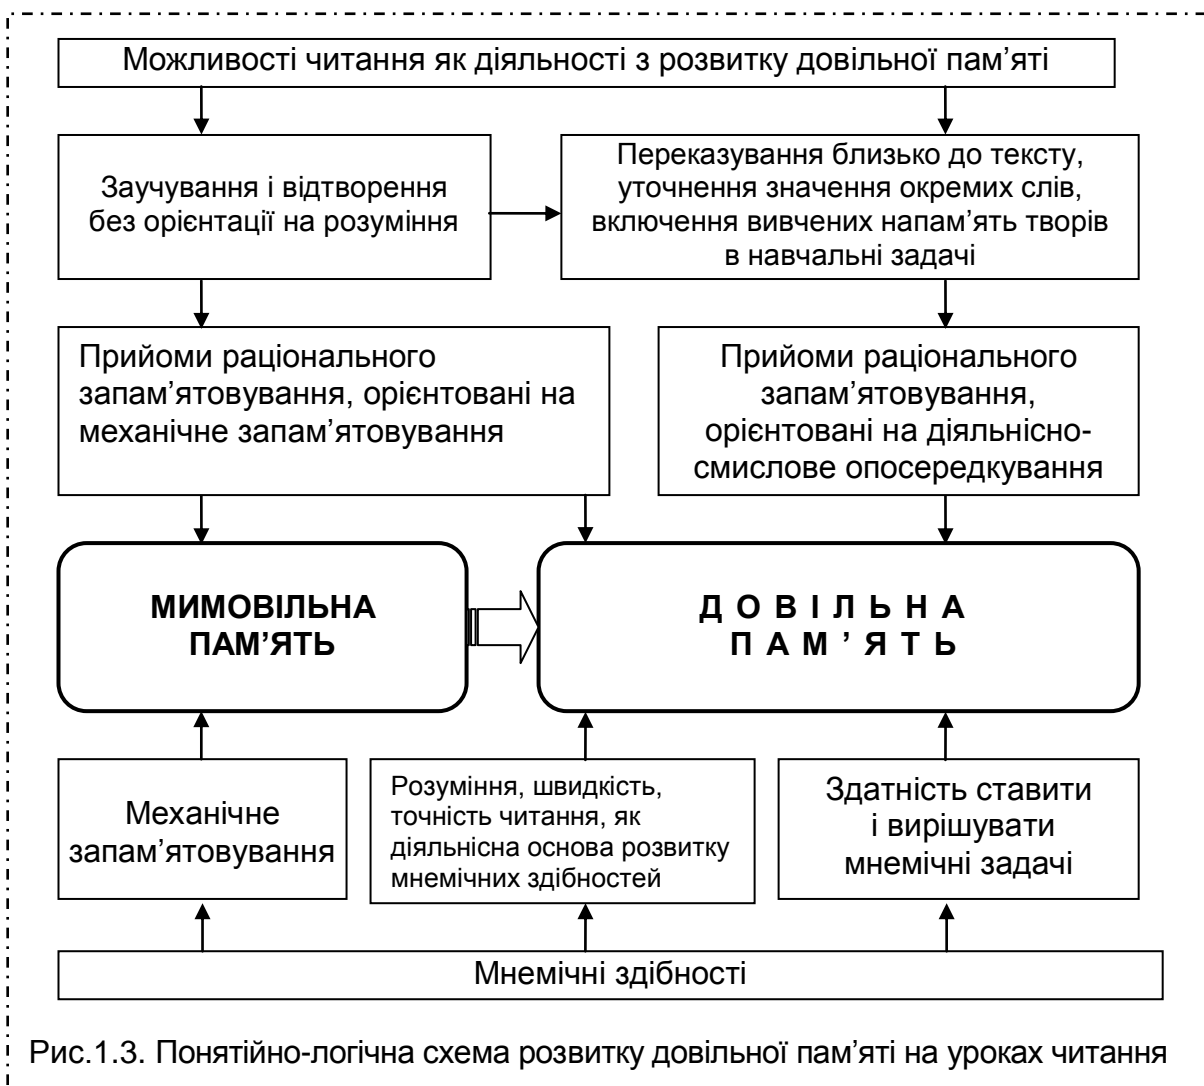 Можливості читання як діяльності з розвитку довільної пам’яті
Заучування і відтворення
без орієнтації на розуміння
Переказування близько до тексту,
уточнення значення окремих слів,
включення вивчених напам’ять творів
в навчальні задачі
Прийоми раціонального
запам’ятовування, орієнтовані на
механічне запам’ятовування
Прийоми раціонального
запам’ятовування,
орієнтовані на діяльнісно-
смислове опосередкування
МИМОВІЛЬНА
ПАМ’ЯТЬ
Д О В І Л Ь Н А
П А М ’ Я Т Ь
Механічне
запам’ятовування
Розуміння, швидкість,
точність читання, як
діяльнісна основа розвитку
мнемічних здібностей
Здатність ставити
і вирішувати
мнемічні задачі
Мнемічні здібності
Рис.1.3. Понятійно-логічна схема розвитку довільної пам’яті на уроках читання